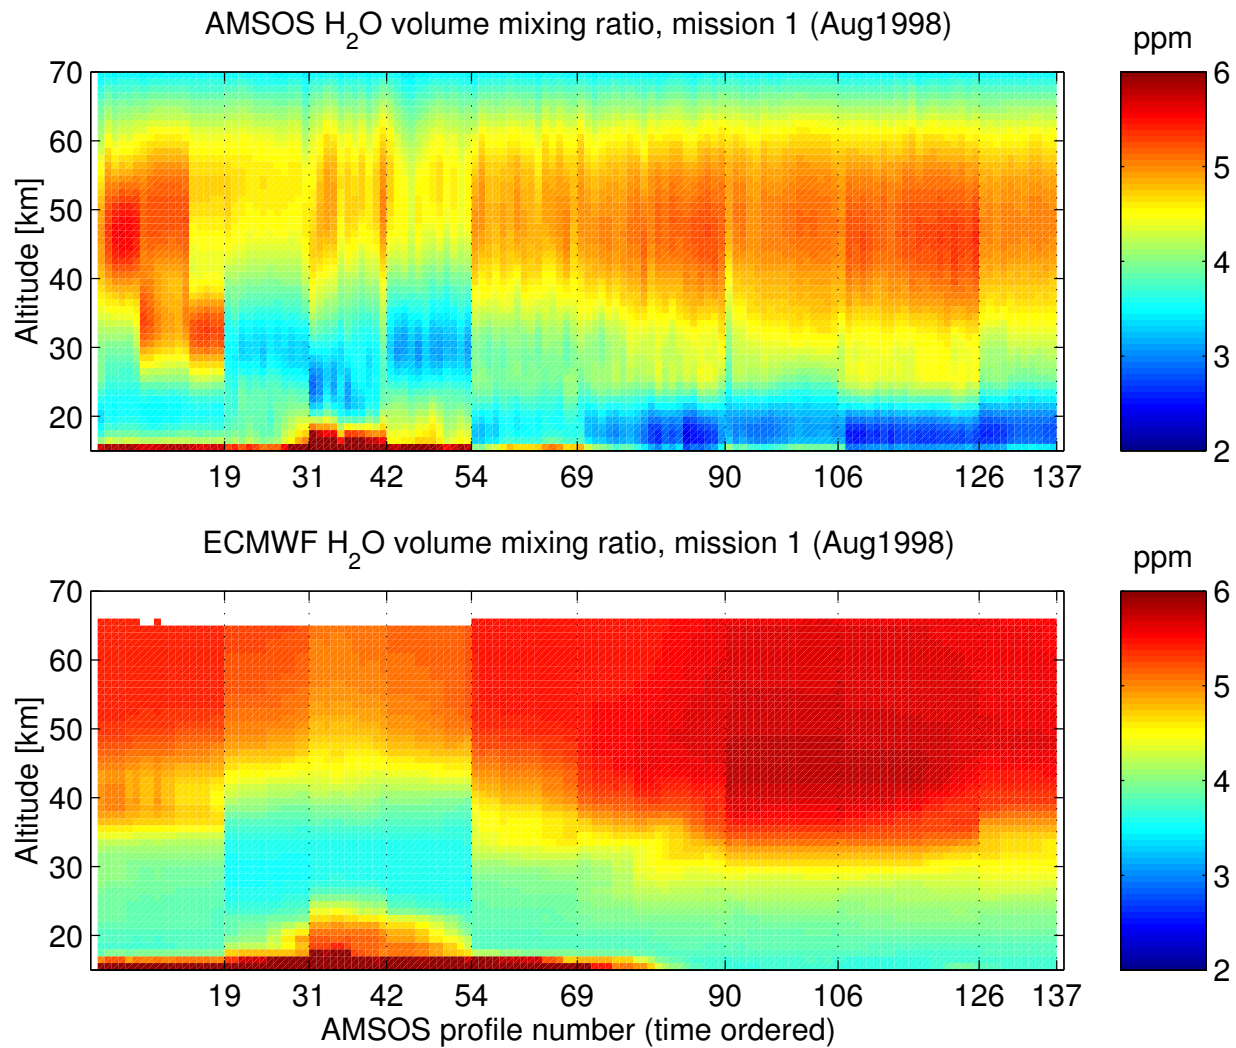 AMSOS H2O volume mixing ratio, mission 1 (Aug1998)
ppm
70
60
50
40
30
20
Altitude [km]
19 31 42 54 69 90 106 126 137
6
5
4
3
2
ECMWF H2O volume mixing ratio, mission 1 (Aug1998)
ppm
70
60
50
40
30
20
Altitude [km]
19 31 42 54 69 90 106 126 137
AMSOS profile number (time ordered)
6
5
4
3
2